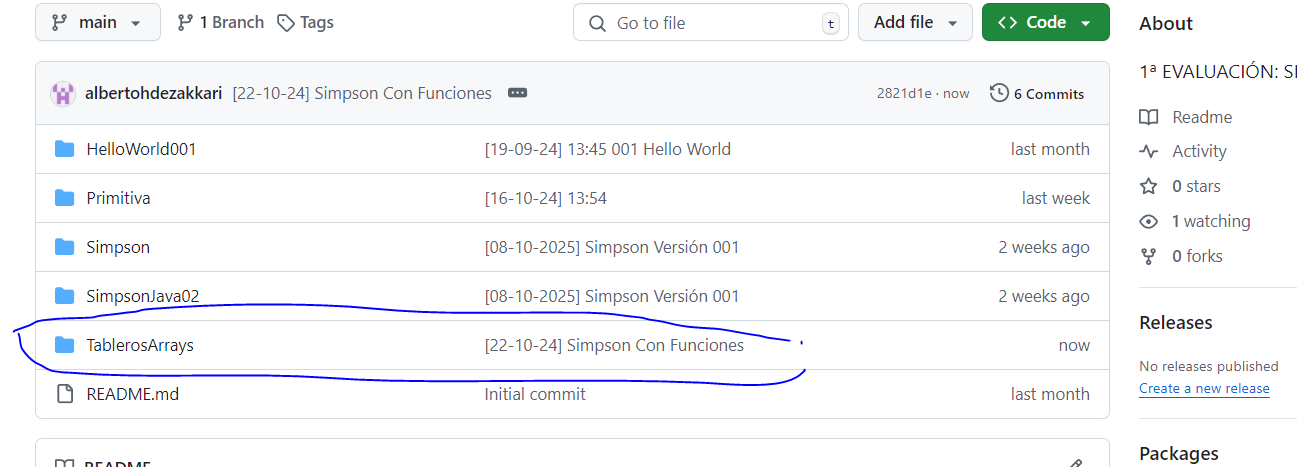 main 1 Branch Tags Go to file t Add file Code
albertohdezakkari [22-10-24] Simpson Con Funciones 2821d1e · now 6 Commits
HelloWorld001 [19-09-24] 13:45 001 Hello World last month
Primitiva [16-10-24] 13:54 last week
Simpson [08-10-2025] Simpson Versión 001 2 weeks ago
SimpsonJava02 [08-10-2025] Simpson Versión 001 2 weeks ago
TablerosArrays [22-10-24] Simpson Con Funciones now
README.md Initial commit last month
README
About
1ª EVALUACIÓN:
Readme
Activity
0 stars
1 watching
0 forks
Releases
No releases published
Create a new release
Packages